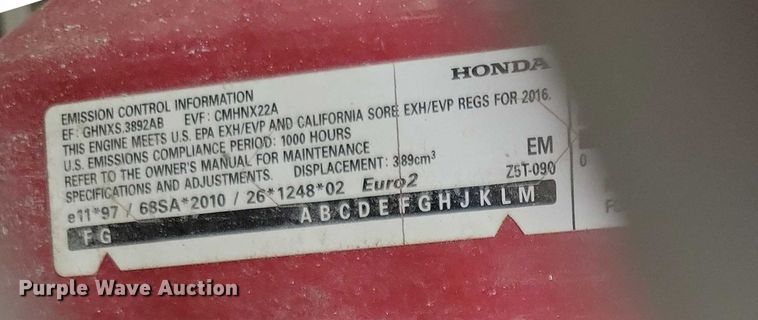 HONDA
EMISSION CONTROL INFORMATION
EF: GHNXS.3892AB EVF: CMHNX22A
THIS ENGINE MEETS U.S. EPA EXH/EVP AND CALIFORNIA SORE EXH/EVP REGS FOR 2016.
U.S. EMISSIONS COMPLIANCE PERIOD: 1000 HOURS
REFER TO THE OWNER'S MANUAL FOR MAINTENANCE
SPECIFICATIONS AND ADJUSTMENTS. DISPLACEMENT: 389cm³
EM
Z5T-090
e11*97 / 68SA*2010 / 26*1248*02 Euro2
F G A B C D E F G H J K L M
0
Purple Wave Auction